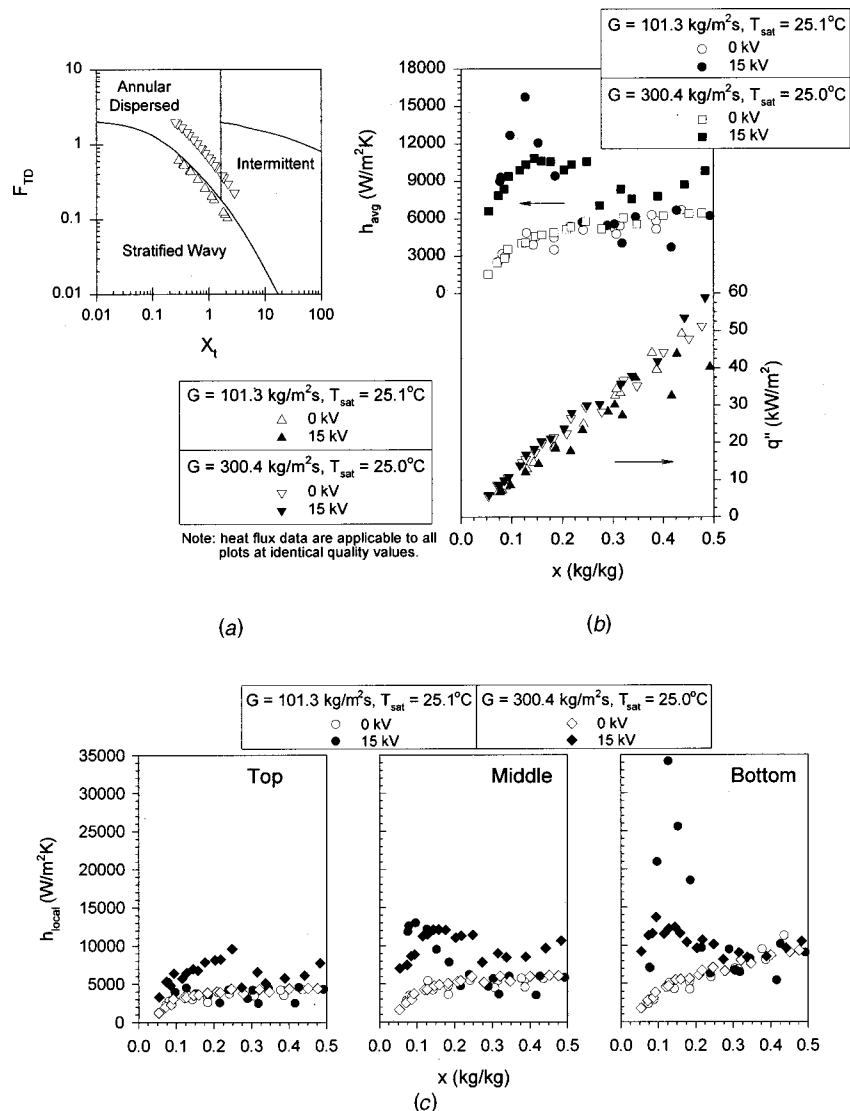 10
1
0.1
0.01
F_TD
Annular
Dispersed
Intermittent
Stratified Wavy
0.01 0.1 1 10 100
X_t
G = 101.3 kg/m²s, T_sat = 25.1°C
△ 0 kV
▲ 15 kV
G = 300.4 kg/m²s, T_sat = 25.0°C
▽ 0 kV
▼ 15 kV
Note: heat flux data are applicable to all
plots at identical quality values.
(a)
G = 101.3 kg/m²s, T_sat = 25.1°C
○ 0 kV
● 15 kV
G = 300.4 kg/m²s, T_sat = 25.0°C
□ 0 kV
■ 15 kV
18000
15000
12000
9000
6000
3000
0
h_avg (W/m²K)
60
50
40
30
20
10
0
q" (kW/m²)
0.0 0.1 0.2 0.3 0.4 0.5
x (kg/kg)
(b)
G = 101.3 kg/m²s, T_sat = 25.1°C
○ 0 kV
● 15 kV
G = 300.4 kg/m²s, T_sat = 25.0°C
◇ 0 kV
◆ 15 kV
35000
30000
25000
20000
15000
10000
5000
0
h_local (W/m²K)
Top
Middle
Bottom
0.0 0.1 0.2 0.3 0.4 0.5
0.0 0.1 0.2 0.3 0.4 0.5
0.0 0.1 0.2 0.3 0.4 0.5
x (kg/kg)
(c)